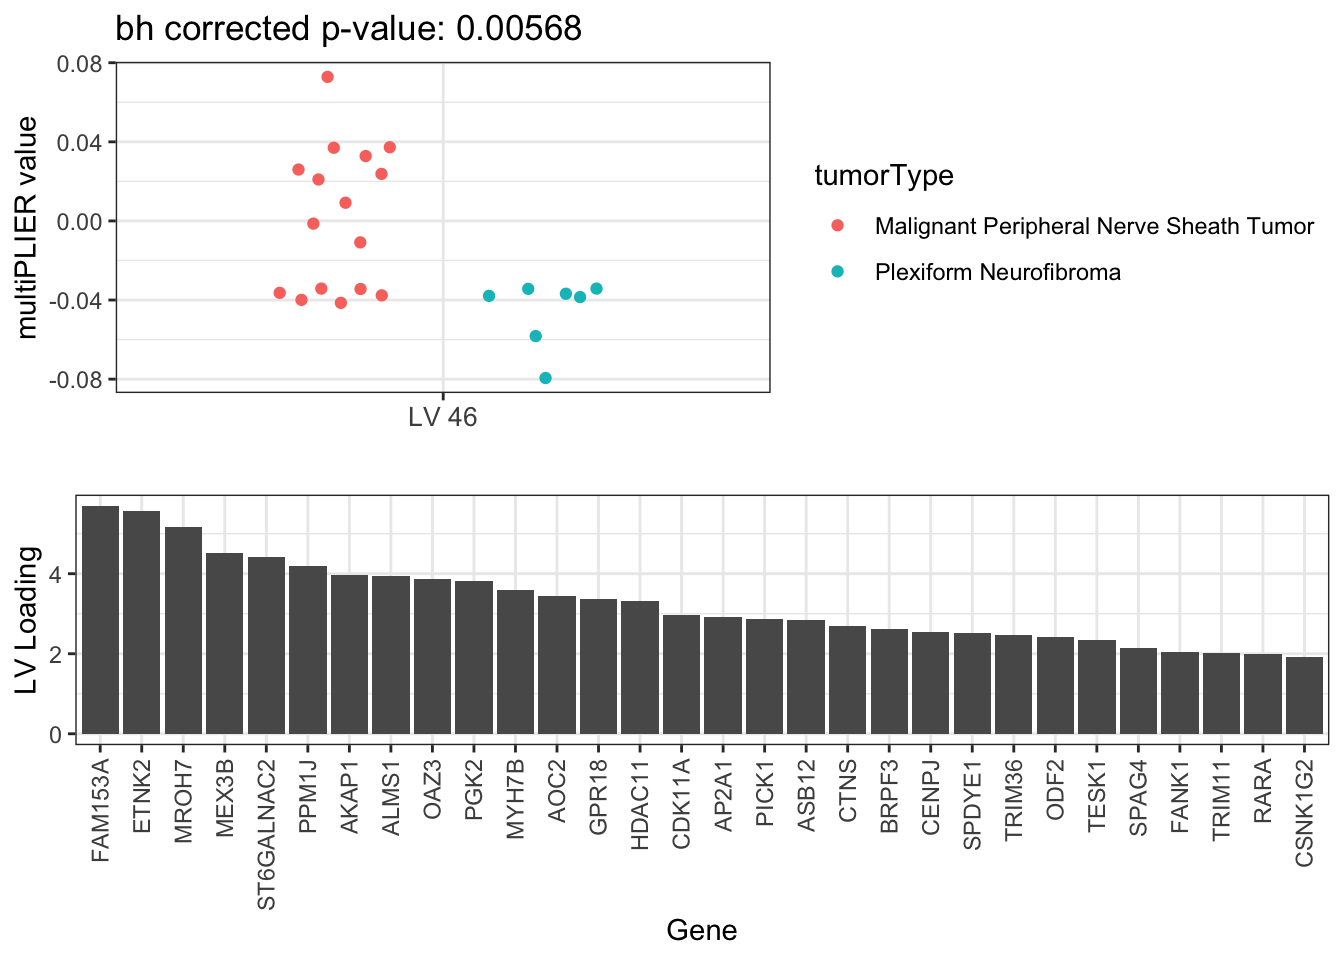 bh corrected p-value: 0.00568
multiPLIER value
0.08
0.04
0.00
-0.04
-0.08
LV 46
tumorType
Malignant Peripheral Nerve Sheath Tumor
Plexiform Neurofibroma
LV Loading
4
2
0
FAM153A
ETNK2
MROH7
MEX3B
ST6GALNAC2
PPM1J
AKAP1
ALMS1
OAZ3
PGK2
MYH7B
AOC2
GPR18
HDAC11
CDK11A
AP2A1
PICK1
ASB12
CTNS
BRPF3
CENPJ
SPDYE1
TRIM36
ODF2
TESK1
SPAG4
FANK1
TRIM11
RARA
CSNK1G2
Gene